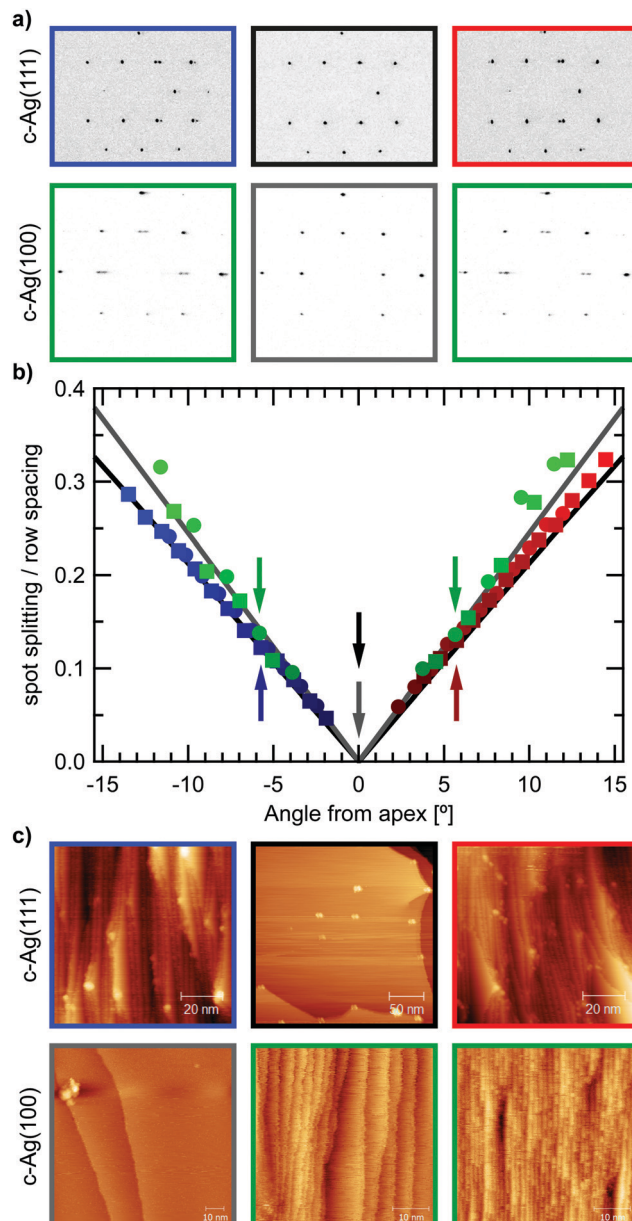 a)
c-Ag(111)
c-Ag(100)
b)
0.4
0.3
0.2
0.1
0.0
spot splitting / row spacing
-15 -10 -5 0 5 10 15
Angle from apex [º]
c)
c-Ag(111)
20 nm 50 nm 20 nm
c-Ag(100)
10 nm 10 nm 10 nm